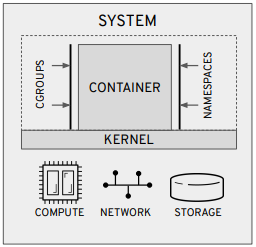 SYSTEM
CGROUPS
CONTAINER
NAMESPACES
KERNEL
COMPUTE
NETWORK
STORAGE